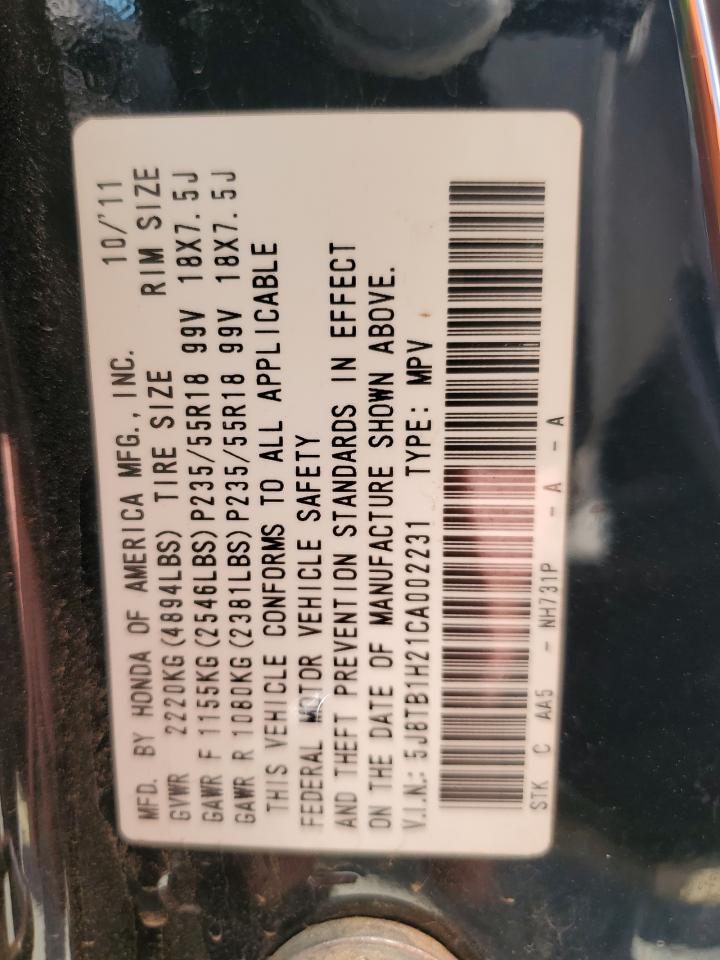 MFD. BY HONDA OF AMERICA MFG., INC. 10/'11
GVWR 2220KG(4894LBS) TIRE SIZE RIM SIZE
GAWR F 1155KG(2546LBS)P235/55R18 99V 18X7.5J
GAWR R 1080KG(2381LBS)P235/55R18 99V 18X7.5J
THIS VEHICLE CONFORMS TO ALL APPLICABLE
FEDERAL MOTOR VEHICLE SAFETY
AND THEFT PREVENTION STANDARDS IN EFFECT
ON THE DATE OF MANUFACTURE SHOWN ABOVE.
V.I.N.: 5J8TB1H21CA002231 TYPE: MPV
STK C AA5 - NH731P - A - A